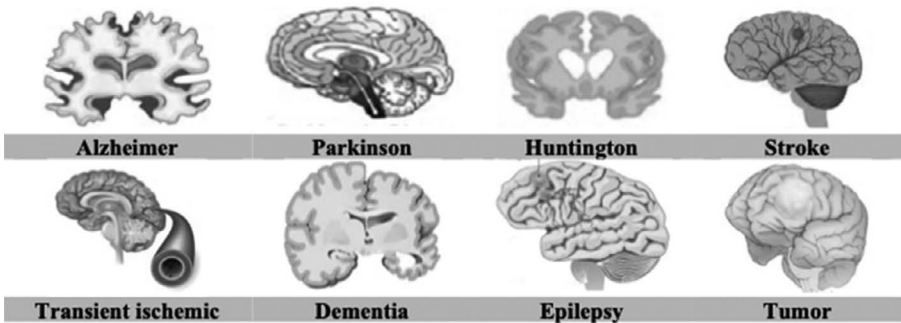 Alzheimer Parkinson Huntington Stroke
Transient ischemic Dementia Epilepsy Tumor